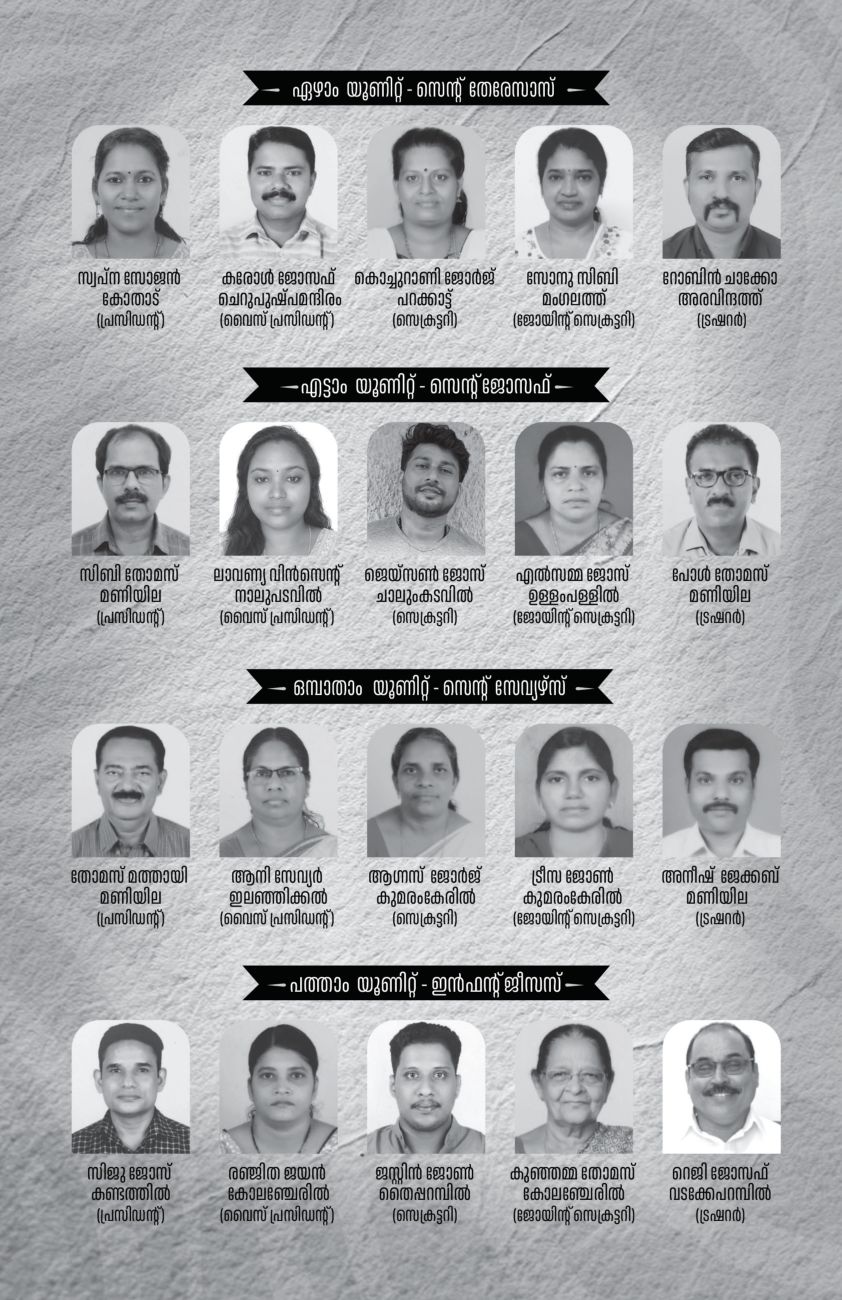 ഏഴാം യൂണിറ്റ് - സെന്റ് തേരേസാസ്
സ്വപ്ന സോജൻ
കോതാട്
(പ്രസിഡന്റ്)
കരോൾ ജോസഫ്
ചെറുപുഷ്പമന്ദിരം
(വൈസ് പ്രസിഡന്റ്)
കൊച്ചുറാണി ജോർജ്
പറക്കാട്ട്
(സെക്രട്ടറി)
സോനു സിബി
മംഗലത്ത്
(ജോയിന്റ് സെക്രട്ടറി)
റോബിൻ ചാക്കോ
അരവിന്ദത്ത്
(ട്രഷറർ)
എട്ടാം യൂണിറ്റ് - സെന്റ് ജോസഫ്
സിബി തോമസ്
മണിയില
(പ്രസിഡന്റ്)
ലാവണ്യ വിൻസെന്റ്
നാലുപടവിൽ
(വൈസ് പ്രസിഡന്റ്)
ജെയ്സൺ ജോസ്
ചാലുംകടവിൽ
(സെക്രട്ടറി)
എൽസമ്മ ജോസ്
ഉള്ളംപള്ളിൽ
(ജോയിന്റ് സെക്രട്ടറി)
പോൾ തോമസ്
മണിയില
(ട്രഷറർ)
ഒമ്പാതാം യൂണിറ്റ് - സെന്റ് സേവ്യഴ്സ്
തോമസ് മത്തായി
മണിയില
(പ്രസിഡന്റ്)
ആനി സേവ്യർ
ഇലഞ്ഞിക്കൽ
(വൈസ് പ്രസിഡന്റ്)
ആഗ്നസ് ജോർജ്
കുമരംകേരിൽ
(സെക്രട്ടറി)
ട്രീസ ജോൺ
കുമരംകേരിൽ
(ജോയിന്റ് സെക്രട്ടറി)
അനീഷ് ജേക്കബ്
മണിയില
(ട്രഷറർ)
പത്താം യൂണിറ്റ് - ഇൻഫന്റ് ജീസസ്
സിജു ജോസ്
കണ്ടത്തിൽ
(പ്രസിഡന്റ്)
രഞ്ജിത ജയൻ
കോലഞ്ചേരിൽ
(വൈസ് പ്രസിഡന്റ്)
ജസ്റ്റിൻ ജോൺ
തൈപ്പറമ്പിൽ
(സെക്രട്ടറി)
കുഞ്ഞമ്മ തോമസ്
കോലഞ്ചേരിൽ
(ജോയിന്റ് സെക്രട്ടറി)
റെജി ജോസഫ്
വടക്കേപറമ്പിൽ
(ട്രഷറർ)